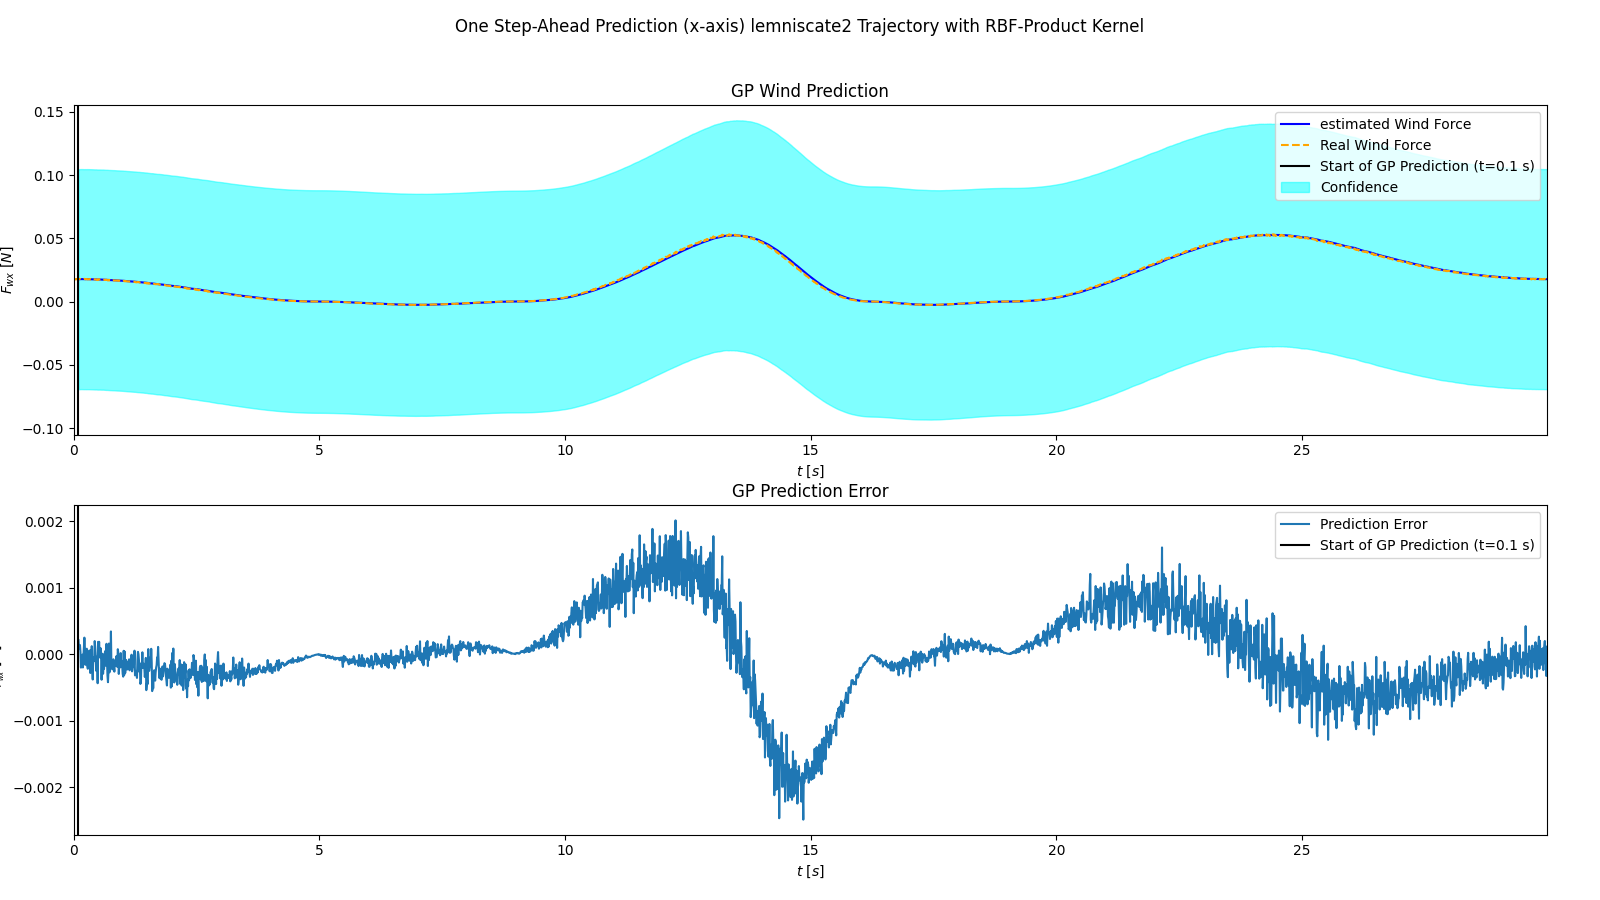 One Step-Ahead Prediction (x-axis) lemniscate2 Trajectory with RBF-Product Kernel
GP Wind Prediction
0.15
0.10
0.05
0.00
−0.05
−0.10
F_wx [N]
estimated Wind Force
Real Wind Force
Start of GP Prediction (t=0.1 s)
Confidence
0 5 10 15 20 25
t [s]
GP Prediction Error
0.002
0.001
0.000
−0.001
−0.002
Prediction Error
Start of GP Prediction (t=0.1 s)
0 5 10 15 20 25
t [s]